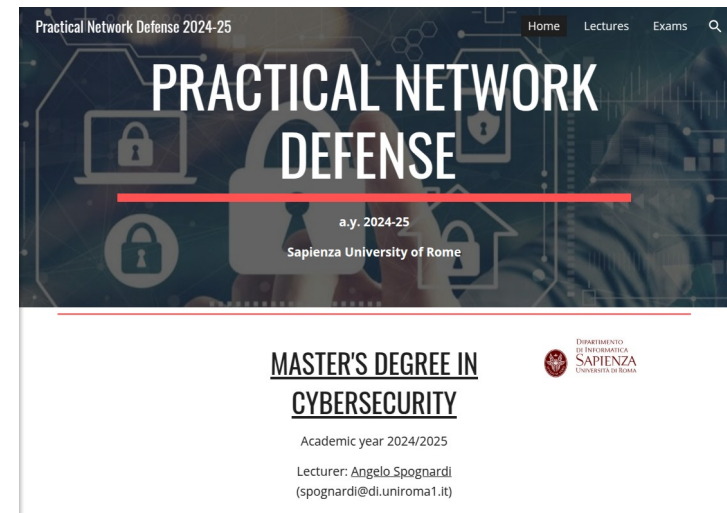 Practical Network Defense 2024-25
Home Lectures Exams
PRACTICAL NETWORK
DEFENSE
a.y. 2024-25
Sapienza University of Rome
MASTER'S DEGREE IN
CYBERSECURITY
DIPARTIMENTO
DI INFORMATICA
SAPIENZA
UNIVERSITÀ DI ROMA
Academic year 2024/2025
Lecturer: Angelo Spognardi
(spognardi@di.uniroma1.it)